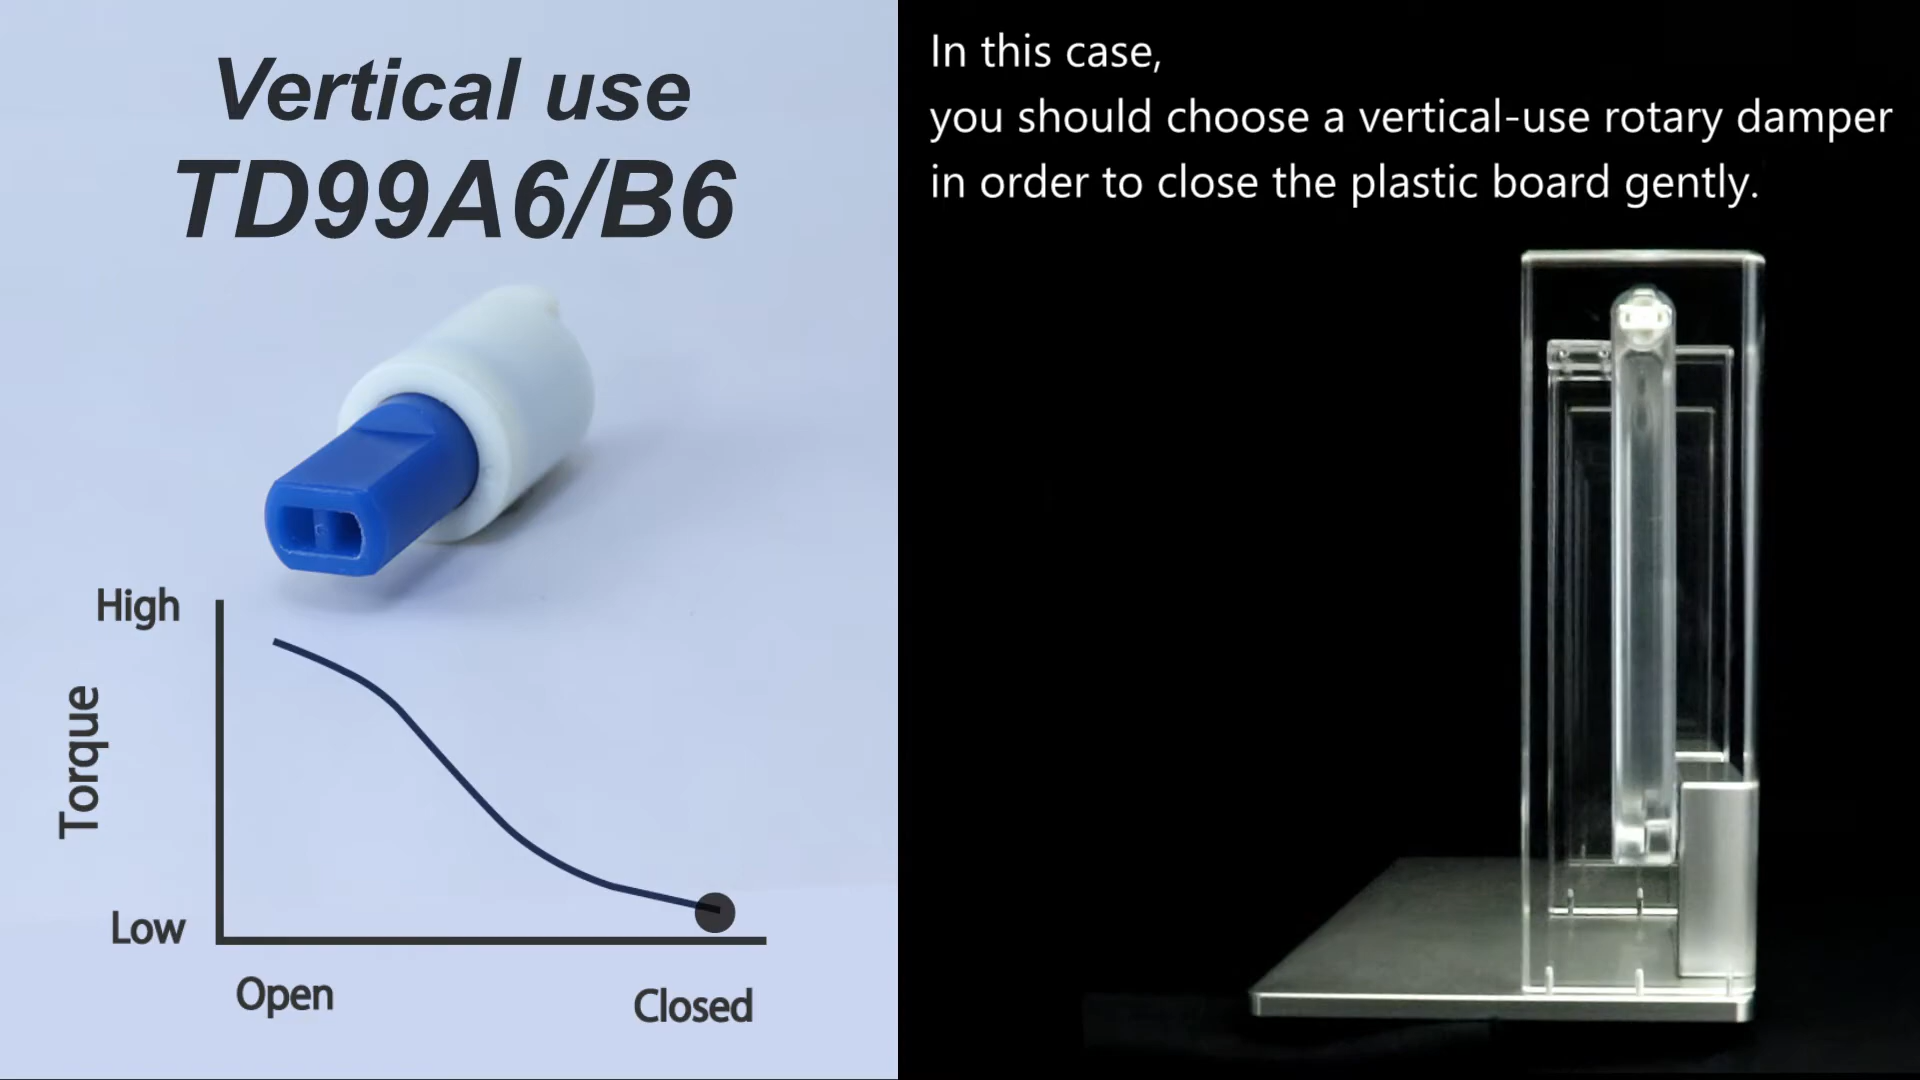 Vertical use
TD99A6/B6
High
Torque
Low
Open
Closed
In this case,
you should choose a vertical-use rotary damper
in order to close the plastic board gently.